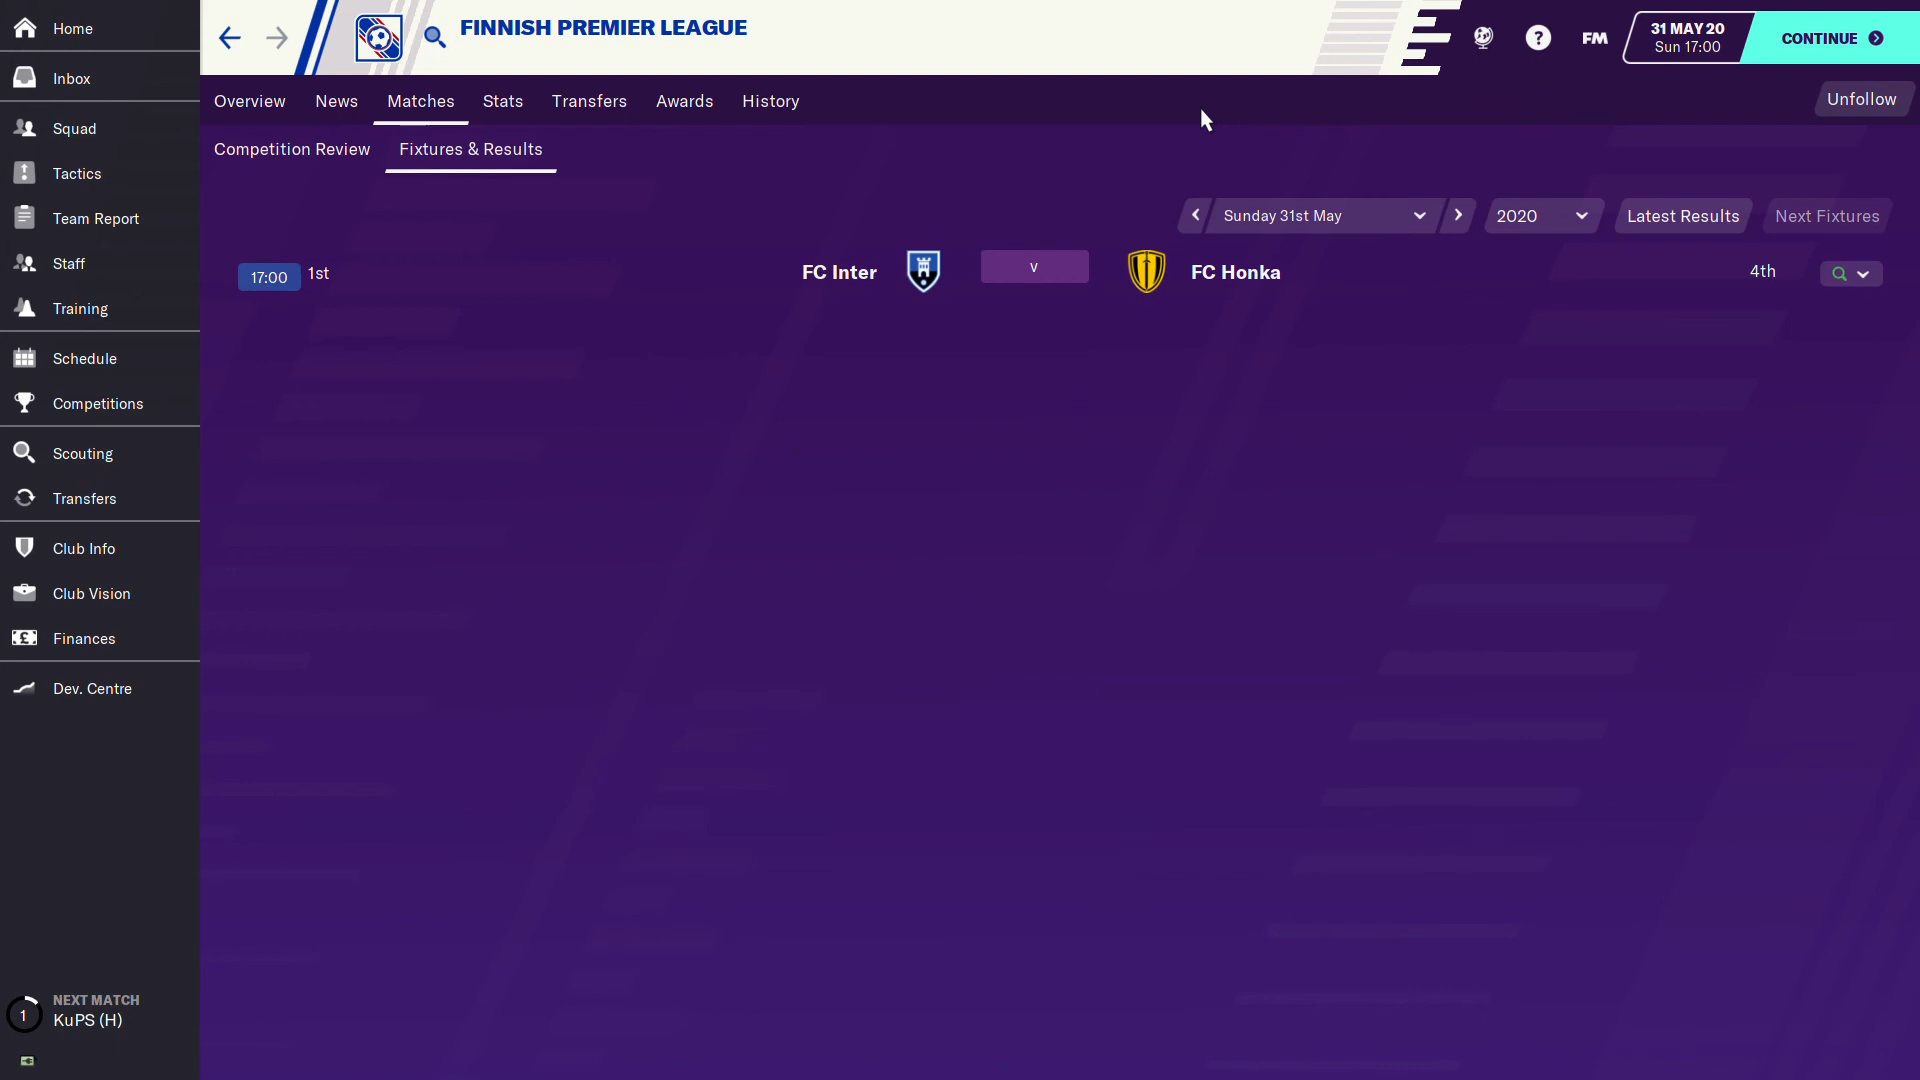 Home
Inbox
Squad
Tactics
Team Report
Staff
Training
Schedule
Competitions
Scouting
Transfers
Club Info
Club Vision
Finances
Dev. Centre
NEXT MATCH
1 KuPS (H)
FINNISH PREMIER LEAGUE
? FM
31 MAY 20
Sun 17:00
CONTINUE
Overview News Matches Stats Transfers Awards History Unfollow
Competition Review Fixtures & Results
Sunday 31st May 2020 Latest Results Next Fixtures
17:00 1st FC Inter v FC Honka 4th